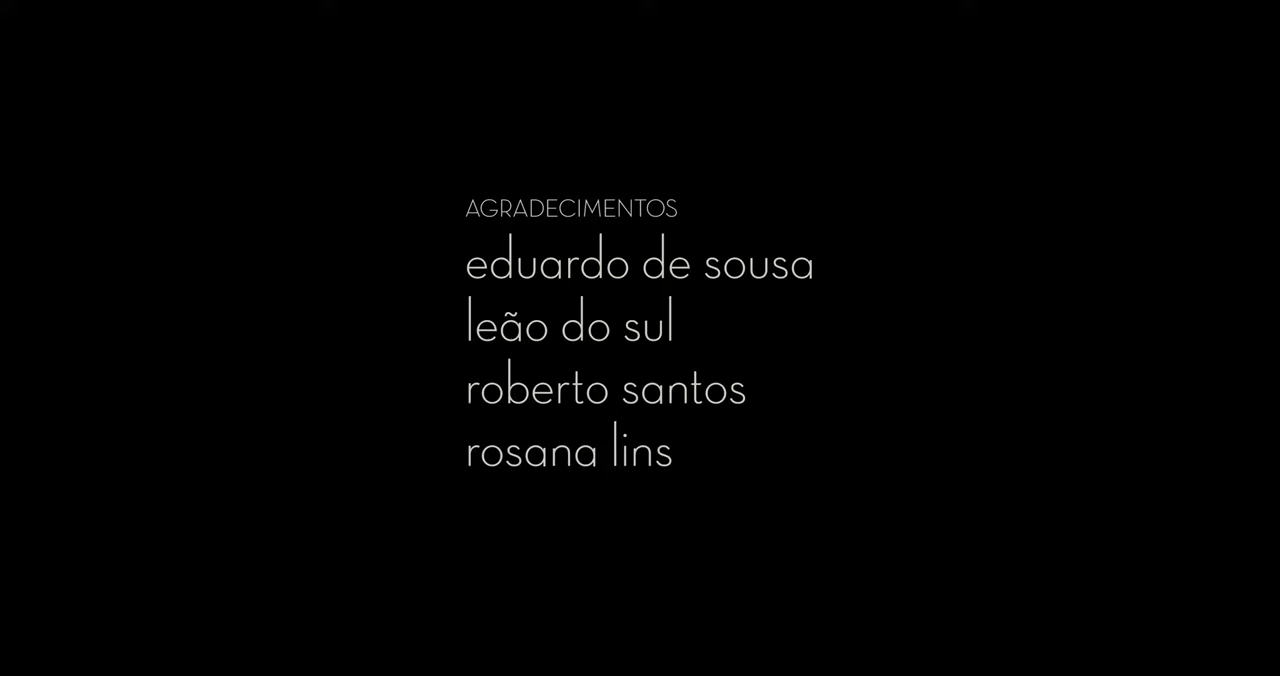 AGRADECIMENTOS
eduardo de sousa
leão do sul
roberto santos
rosana lins